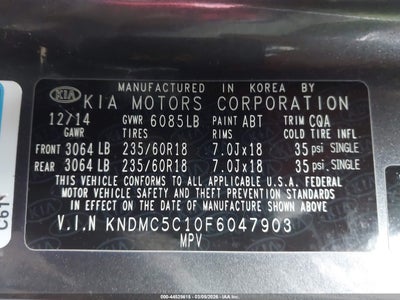 MANUFACTURED IN KOREA BY
KIA KIA MOTORS CORPORATION
12/14 GVWR 6085LB PAINT ABT TRIM CQA
GAWR TIRES RIMS COLD TIRE INFL.
FRONT 3064 LB 235/60R18 7.0Jx18 35 psi, SINGLE
REAR 3064 LB 235/60R18 7.0Jx18 35 psi, SINGLE
THIS VEHICLE CONFORMS TO ALL APPLICABLE U.S.A. FEDERAL
MOTOR VEHICLE SAFETY, BUMPER, AND THEFT PREVENTION STANDARDS
IN EFFECT ON THE DATE OF MANUFACTURE SHOWN ABOVE
V.I.N KNDMC5C10F6047903
MPV